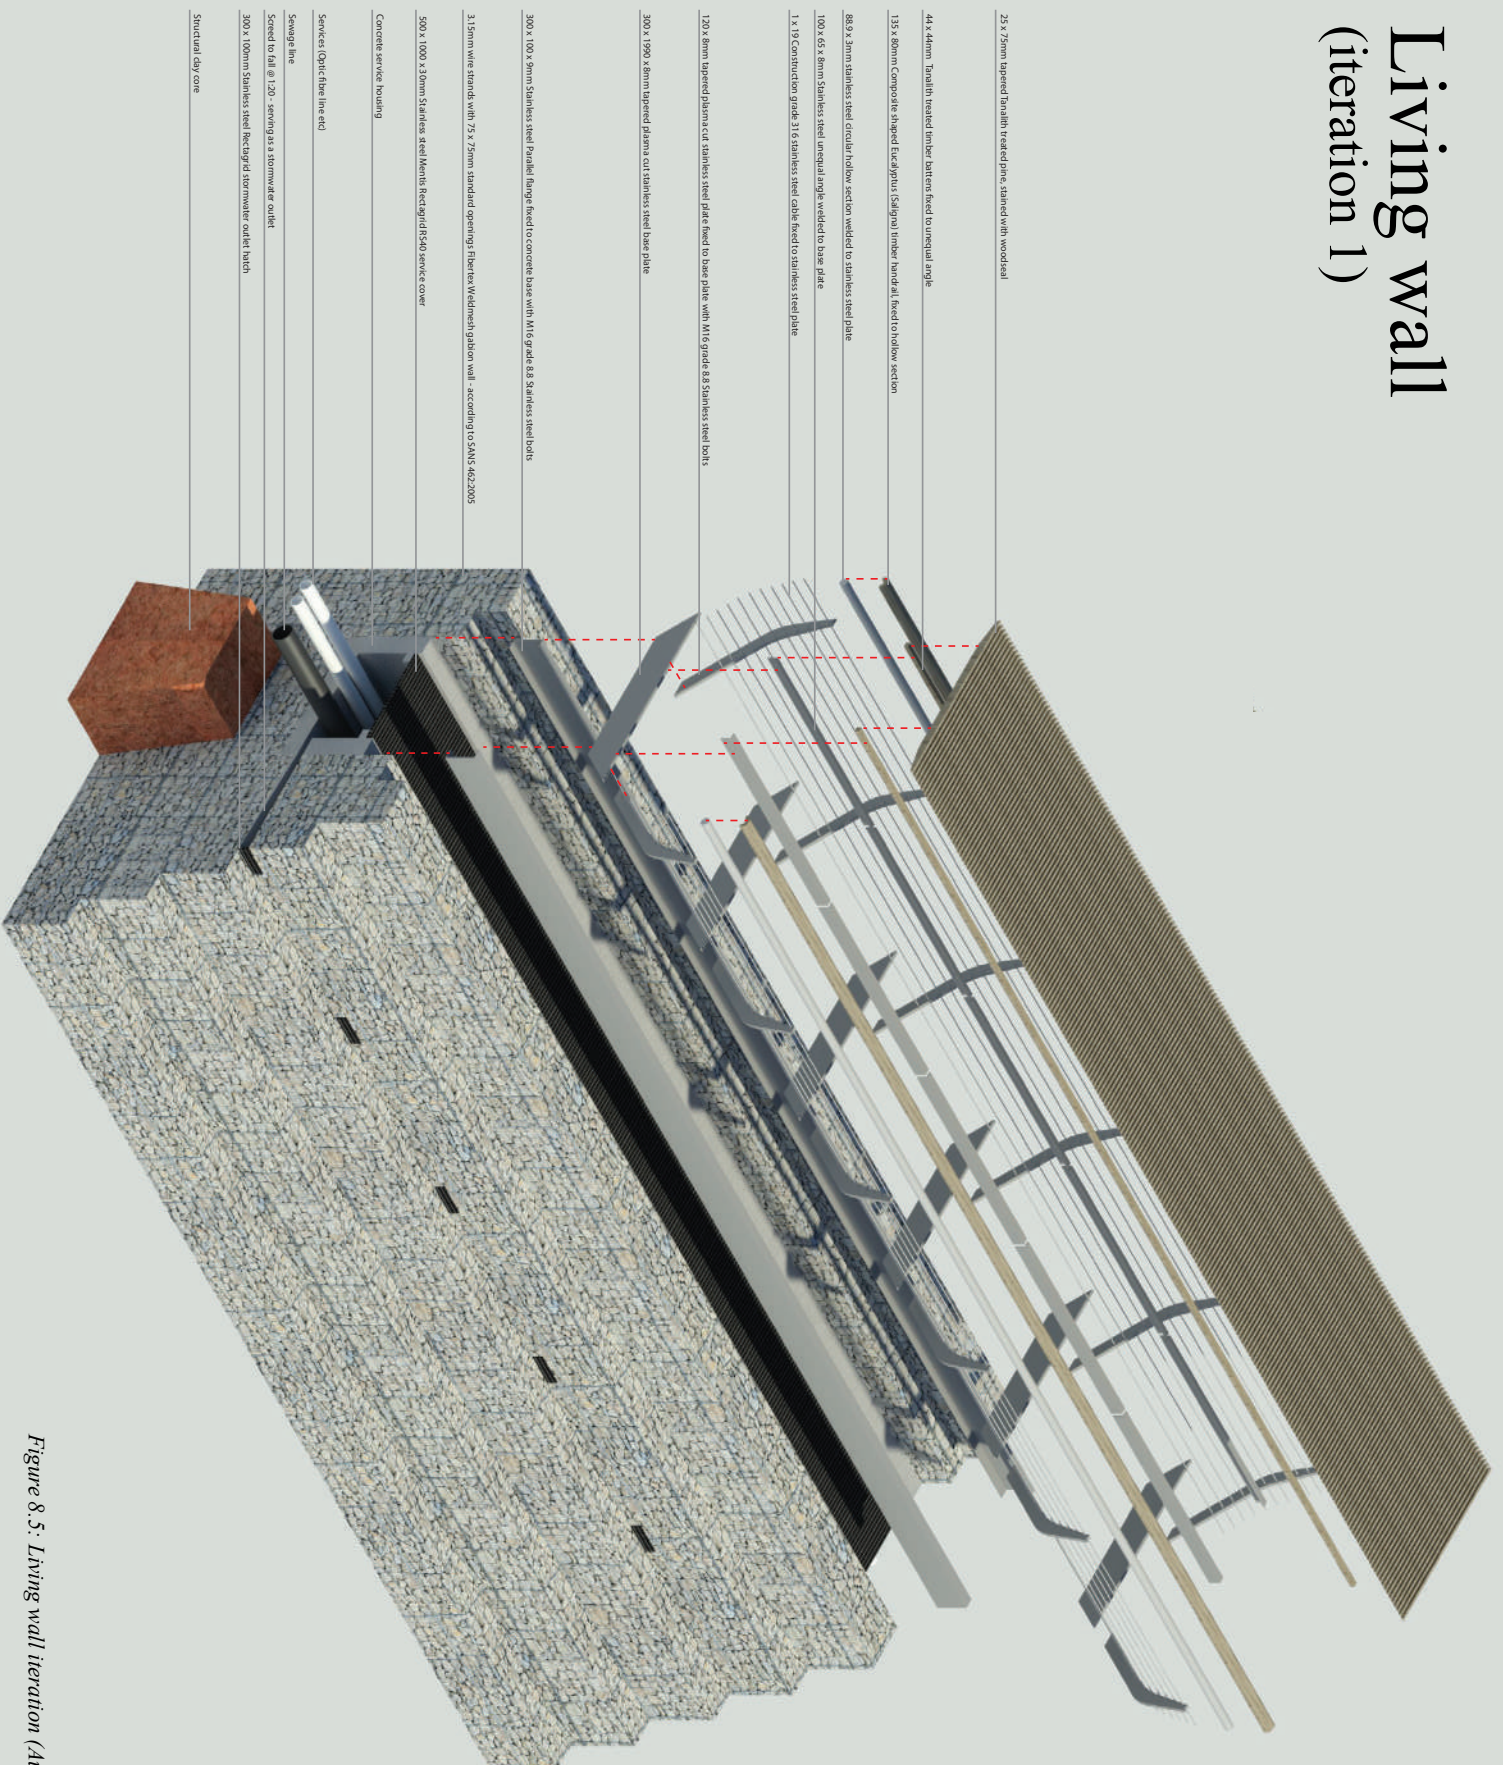 Living wall
(iteration 1)
25 x 75mm tapered Tanalith treated pine, stained with woodseal
44 x 44mm Tanalith treated timber battens fixed to unequal angle
135 x 80mm Composite shaped Eucalyptus (Saligna) timber handrail, fixed to hollow section
88.9 x 3mm stainless steel circular hollow section welded to stainless steel plate
100 x 65 x 8mm Stainless steel unequal angle welded to base plate
1 x 19 Construction grade 316 stainless steel cable fixed to stainless steel plate
120 x 8mm tapered plasma cut stainless steel plate fixed to base plate with M16 grade 8.8 Stainless steel bolts
300 x 1990 x 8mm tapered plasma cut stainless steel base plate
300 x 100 x 9mm Stainless steel Parallel flange fixed to concrete base with M16 grade 8.8 Stainless steel bolts
3.15mm wire strands with 75 x 75mm standard openings Fibertex Weldmesh gabion wall - according to SANS 462:2005
500 x 1000 x 30mm Stainless steel Mentis Rectagrid RS40 service cover
Concrete service housing
Services (Optic fibre line etc)
Sewage line
Screed to fall @ 1:20 - serving as a stormwater outlet
300 x 100mm Stainless steel Rectagrid stormwater outlet hatch
Structural clay core
Figure 8.5: Living wall iteration